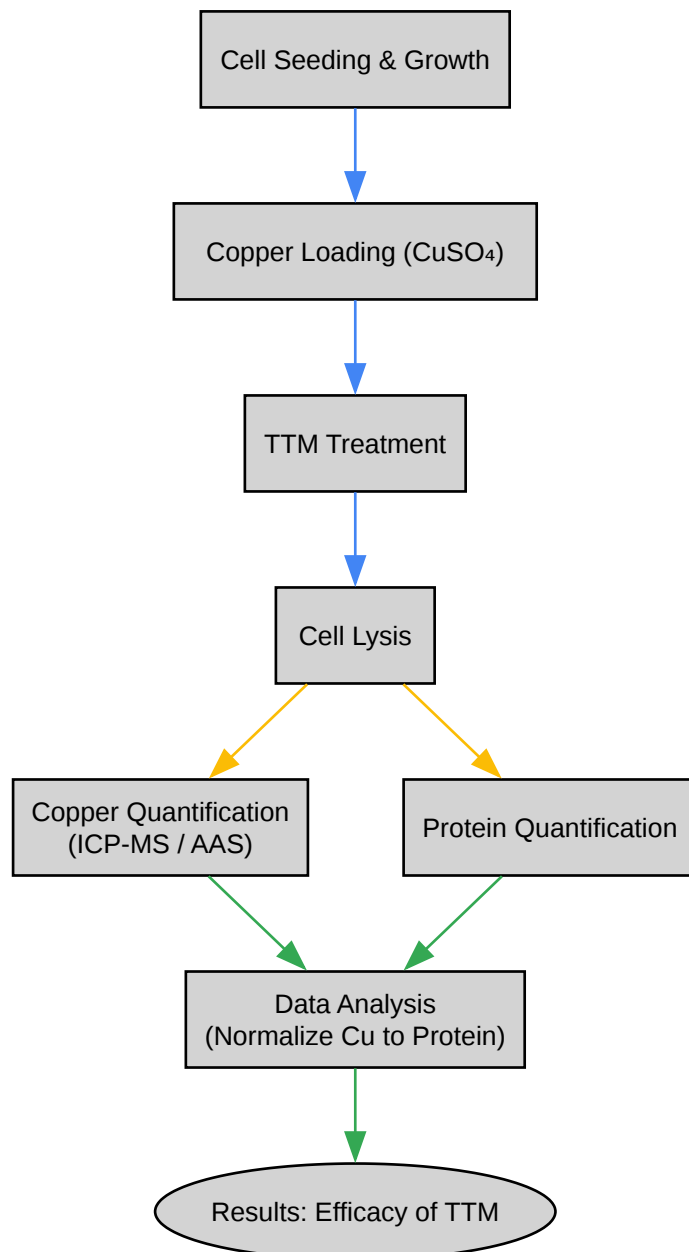 Cell Seeding & Growth
Copper Loading (CuSO₄)
TTM Treatment
Cell Lysis
Copper Quantification
(ICP-MS / AAS)
Protein Quantification
Data Analysis
(Normalize Cu to Protein)
Results: Efficacy of TTM